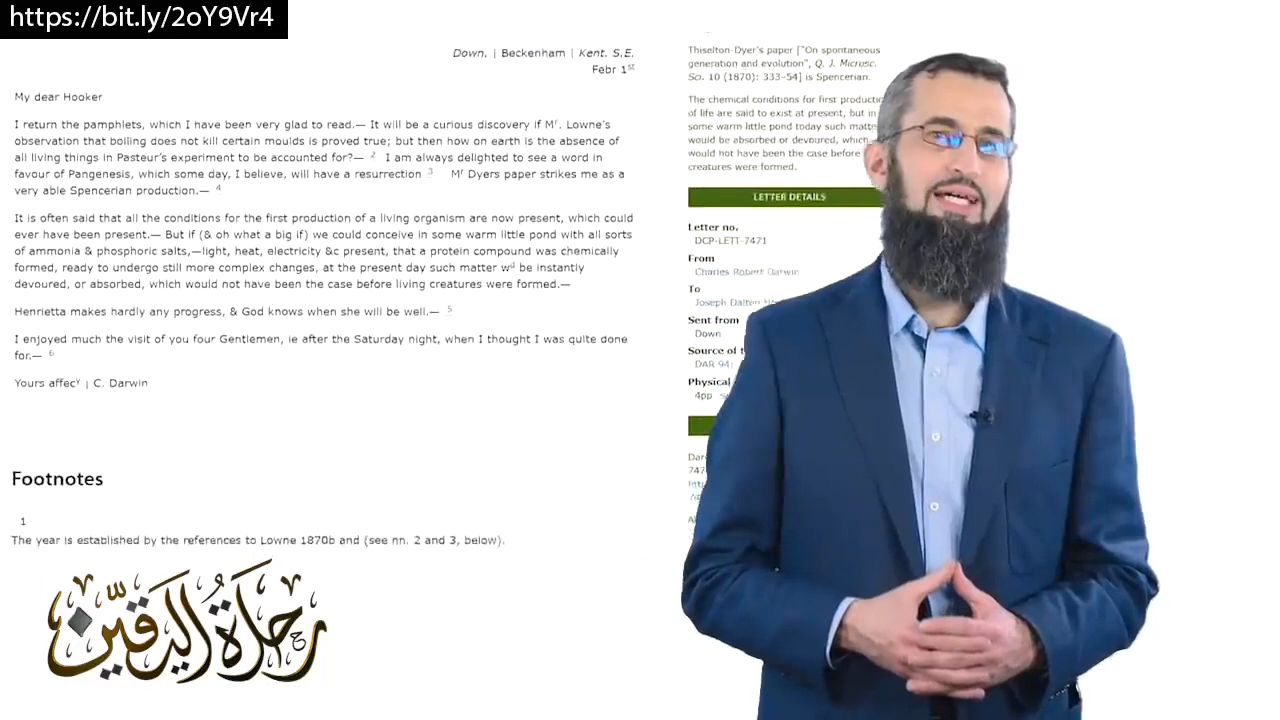 https://bit.ly/2oY9Vr4
Down. | Beckenham | Kent. S.E.
Febr 1st
My dear Hooker
I return the pamphlets, which I have been very glad to read.— It will be a curious discovery if Mr. Lowne's
observation that boiling does not kill certain moulds is proved true; but then how on earth is the absence of
all living things in Pasteur's experiment to be accounted for?— 2 I am always delighted to see a word in
favour of Pangenesis, which some day, I believe, will have a resurrection 3 Mr Dyers paper strikes me as a
very able Spencerian production.— 4
It is often said that all the conditions for the first production of a living organism are now present, which could
ever have been present.— But if (& oh what a big if) we could conceive in some warm little pond with all sorts
of ammonia & phosphoric salts,—light, heat, electricity &c present, that a protein compound was chemically
formed, ready to undergo still more complex changes, at the present day such matter wd be instantly
devoured, or absorbed, which would not have been the case before living creatures were formed.—
Henrietta makes hardly any progress, & God knows when she will be well.— 5
I enjoyed much the visit of you four Gentlemen, ie after the Saturday night, when I thought I was quite done
for.— 6
Yours affecy | C. Darwin
Footnotes
1
The year is established by the references to Lowne 1870b and (see nn. 2 and 3, below).
رحلة اليقين
Thiselton-Dyer's paper ["On spontaneous
generation and evolution", Q. J. Microsc.
Sci. 10 (1870): 333–54] is Spencerian.
The chemical conditions for first
of life are said to exist at present, but in
some warm little pond today such
would be absorbed or devoured, which
would not have been the case before
creatures were formed.
LETTER DETAILS
Letter no.
DCP-LETT-7471
From
Charles Robert Darwin
To
Joseph Dalton
Sent from
Down
Source of
DAR 94:
Physical
4pp